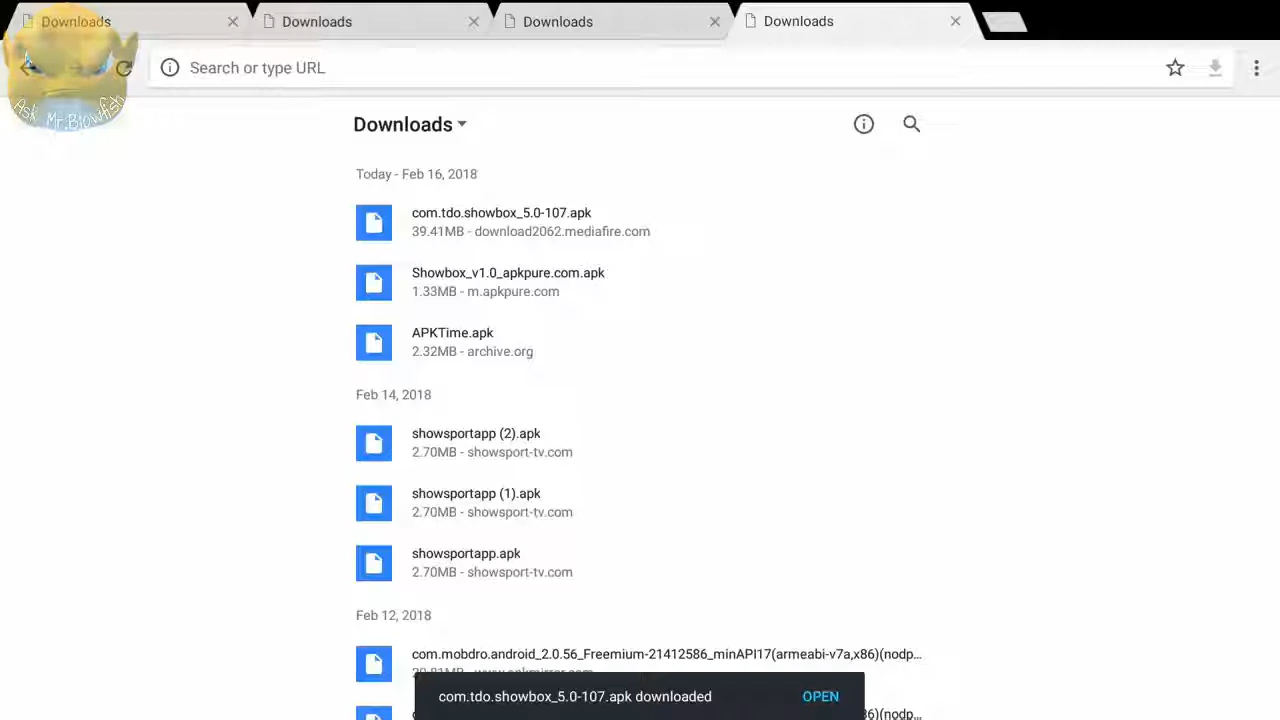 Downloads
Downloads
Downloads
Downloads
Search or type URL
Ask Mr.Blowfish
Downloads
Today - Feb 16, 2018
com.tdo.showbox_5.0-107.apk
39.41MB - download2062.mediafire.com
Showbox_v1.0_apkpure.com.apk
1.33MB - m.apkpure.com
APKTime.apk
2.32MB - archive.org
Feb 14, 2018
showsportapp (2).apk
2.70MB - showsport-tv.com
showsportapp (1).apk
2.70MB - showsport-tv.com
showsportapp.apk
2.70MB - showsport-tv.com
Feb 12, 2018
com.mobdro.android_2.0.56_Freemium-21412586_minAPI17(armeabi-v7a,x86)(nodp...
com.tdo.showbox_5.0-107.apk downloaded
OPEN